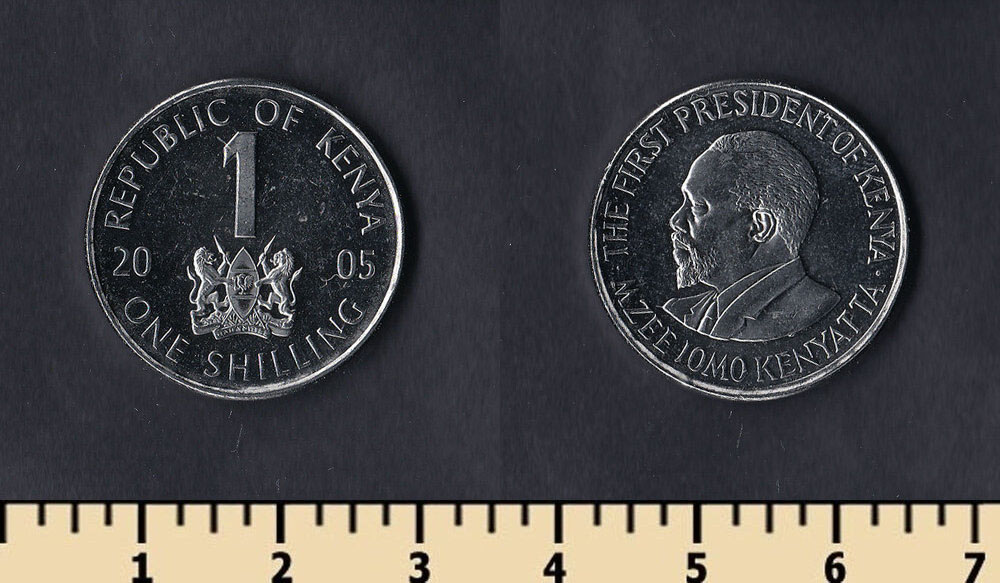 REPUBLIC OF KENYA
1
20 05
ONE SHILLING
THE FIRST PRESIDENT OF KENYA
MZEE JOMO KENYATTA
1 2 3 4 5 6 7